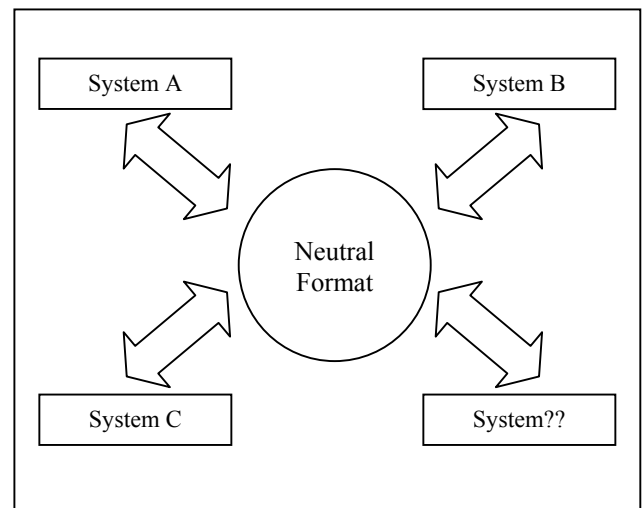 System A
System B
Neutral
Format
System C
System??